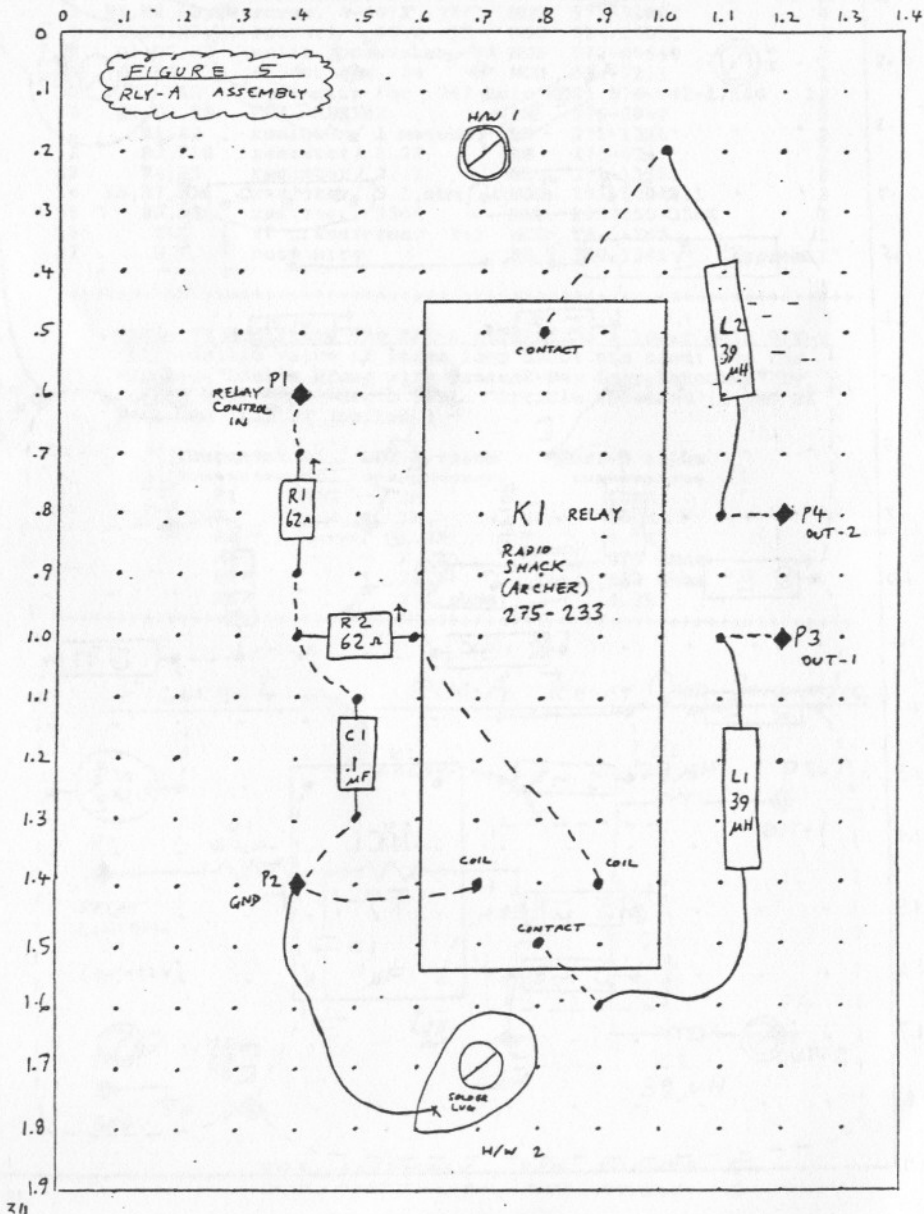 0 .1 .2 .3 .4 .5 .6 .7 .8 .9 1.0 1.1 1.2 1.3 1.4
0
.1
.2
.3
.4
.5
.6
.7
.8
.9
1.0
1.1
1.2
1.3
1.4
1.5
1.6
1.7
1.8
1.9
FIGURE 5
RLY-A ASSEMBLY
H/W 1
L2
39
µH
CONTACT
P1
RELAY
CONTROL
IN
R1
62Ω
K1 RELAY
RADIO
SHACK
(ARCHER)
275-233
P4
OUT-2
R2
62Ω
P3
OUT-1
C1
.1
µF
L1
39
µH
P2
GND
COIL
COIL
CONTACT
SOLDER
LUG
H/W 2
3/1